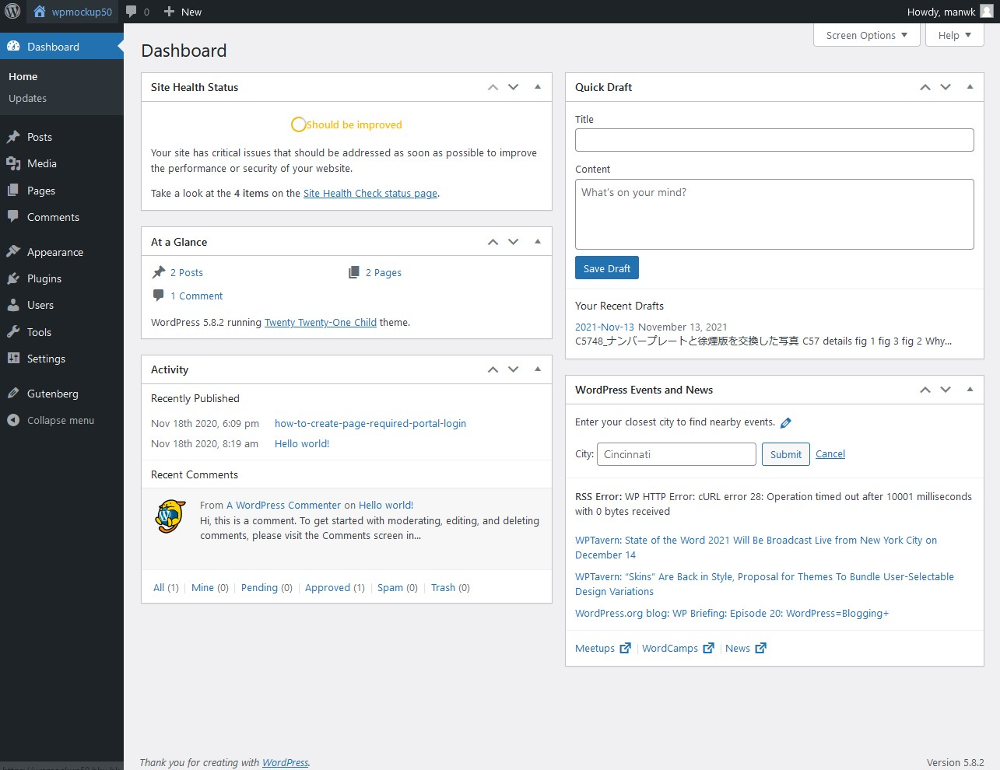 wpmockup50 0 New Howdy, manwk
Screen Options Help
Dashboard
Home
Updates
Posts
Media
Pages
Comments
Appearance
Plugins
Users
Tools
Settings
Gutenberg
Collapse menu
Dashboard
Site Health Status
Should be improved
Your site has critical issues that should be addressed as soon as possible to improve
the performance or security of your website.
Take a look at the 4 items on the Site Health Check status page.
At a Glance
2 Posts 2 Pages
1 Comment
WordPress 5.8.2 running Twenty Twenty-One Child theme.
Activity
Recently Published
Nov 18th 2020, 6:09 pm how-to-create-page-required-portal-login
Nov 18th 2020, 8:19 am Hello world!
Recent Comments
From A WordPress Commenter on Hello world!
Hi, this is a comment. To get started with moderating, editing, and deleting
comments, please visit the Comments screen in...
All (1) | Mine (0) | Pending (0) | Approved (1) | Spam (0) | Trash (0)
Quick Draft
Title
Content
What's on your mind?
Save Draft
Your Recent Drafts
2021-Nov-13 November 13, 2021
C5748_ナンバープレートと徐煙版を交換した写真 C57 details fig 1 fig 3 fig 2 Why...
WordPress Events and News
Enter your closest city to find nearby events.
City: Cincinnati Submit Cancel
RSS Error: WP HTTP Error: cURL error 28: Operation timed out after 10001 milliseconds
with 0 bytes received
WPTavern: State of the Word 2021 Will Be Broadcast Live from New York City on
December 14
WPTavern: “Skins” Are Back in Style, Proposal for Themes To Bundle User-Selectable
Design Variations
WordPress.org blog: WP Briefing: Episode 20: WordPress=Blogging+
Meetups | WordCamps | News
Thank you for creating with WordPress. Version 5.8.2